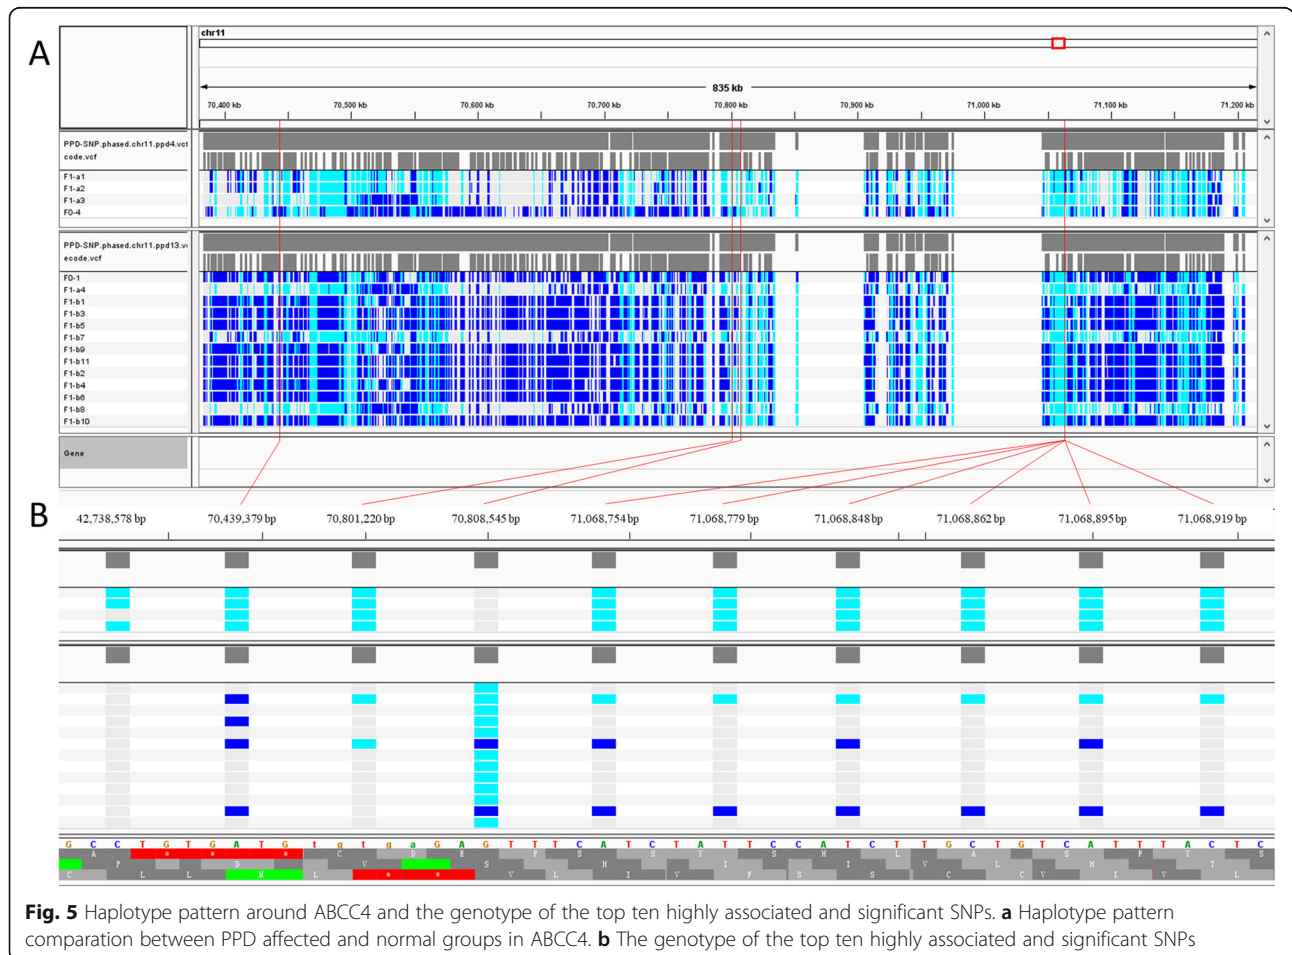 A
chr11
835 kb
70,400 kb 70,500 kb 70,600 kb 70,700 kb 70,800 kb 70,900 kb 71,000 kb 71,100 kb 71,200 kb
PPD-SNP.phased.chr11.ppd4.vcf
code.vcf
F1-a1
F1-a2
F1-a3
F0-4
PPD-SNP.phased.chr11.ppd13.v
ecode.vcf
F0-1
F1-a4
F1-b1
F1-b3
F1-b5
F1-b7
F1-b9
F1-b11
F1-b2
F1-b4
F1-b6
F1-b8
F1-b10
Gene
B
42,738,578 bp 70,439,379 bp 70,801,220 bp 70,808,545 bp 71,068,754 bp 71,068,779 bp 71,068,848 bp 71,068,862 bp 71,068,895 bp 71,068,919 bp
G C C T G T G A T G t g t g a G A G T T T C A T C T A T T C C A T C T T G C T G T C A T T T A C T C
A * * * C D E F S S Y S H L T S F S
P D V S H I F I V L H Y T
C L L M L * * V L I V S S C C V I V L
Fig. 5 Haplotype pattern around ABCC4 and the genotype of the top ten highly associated and significant SNPs. a Haplotype pattern
comparation between PPD affected and normal groups in ABCC4. b The genotype of the top ten highly associated and significant SNPs